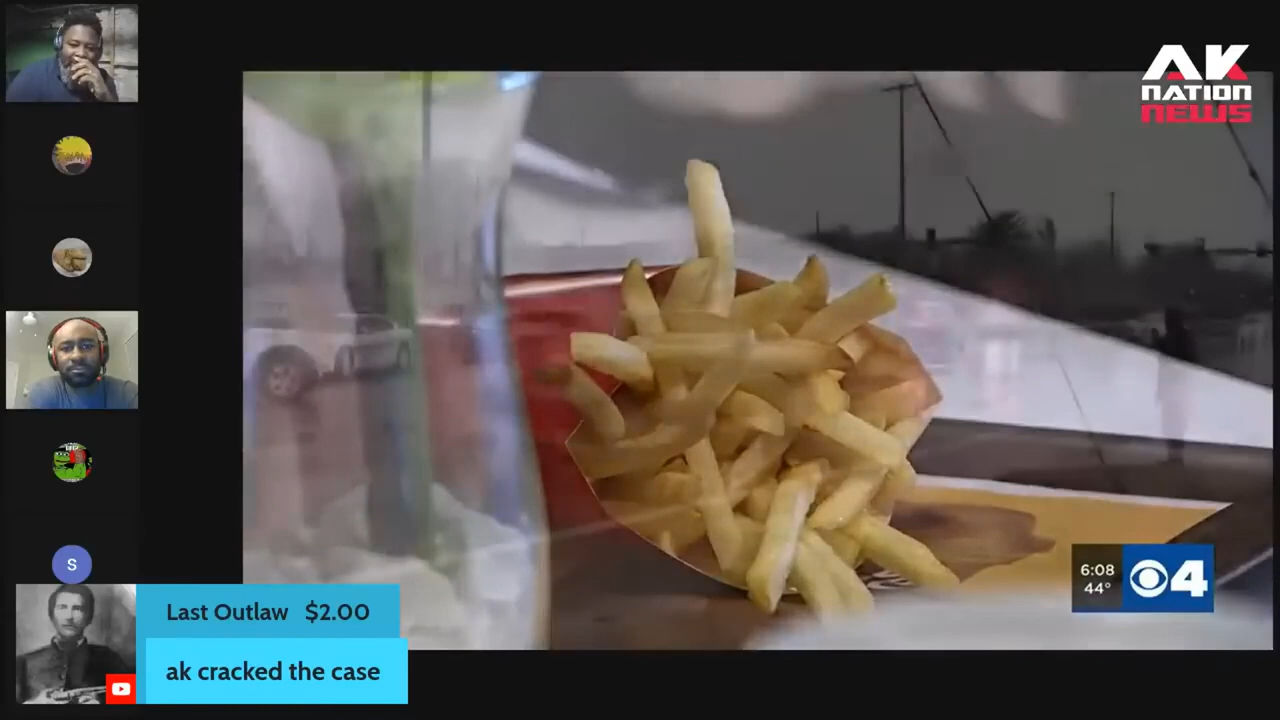 AK
NATION
NEWS
6:08
44°
4
S
Last Outlaw $2.00
ak cracked the case